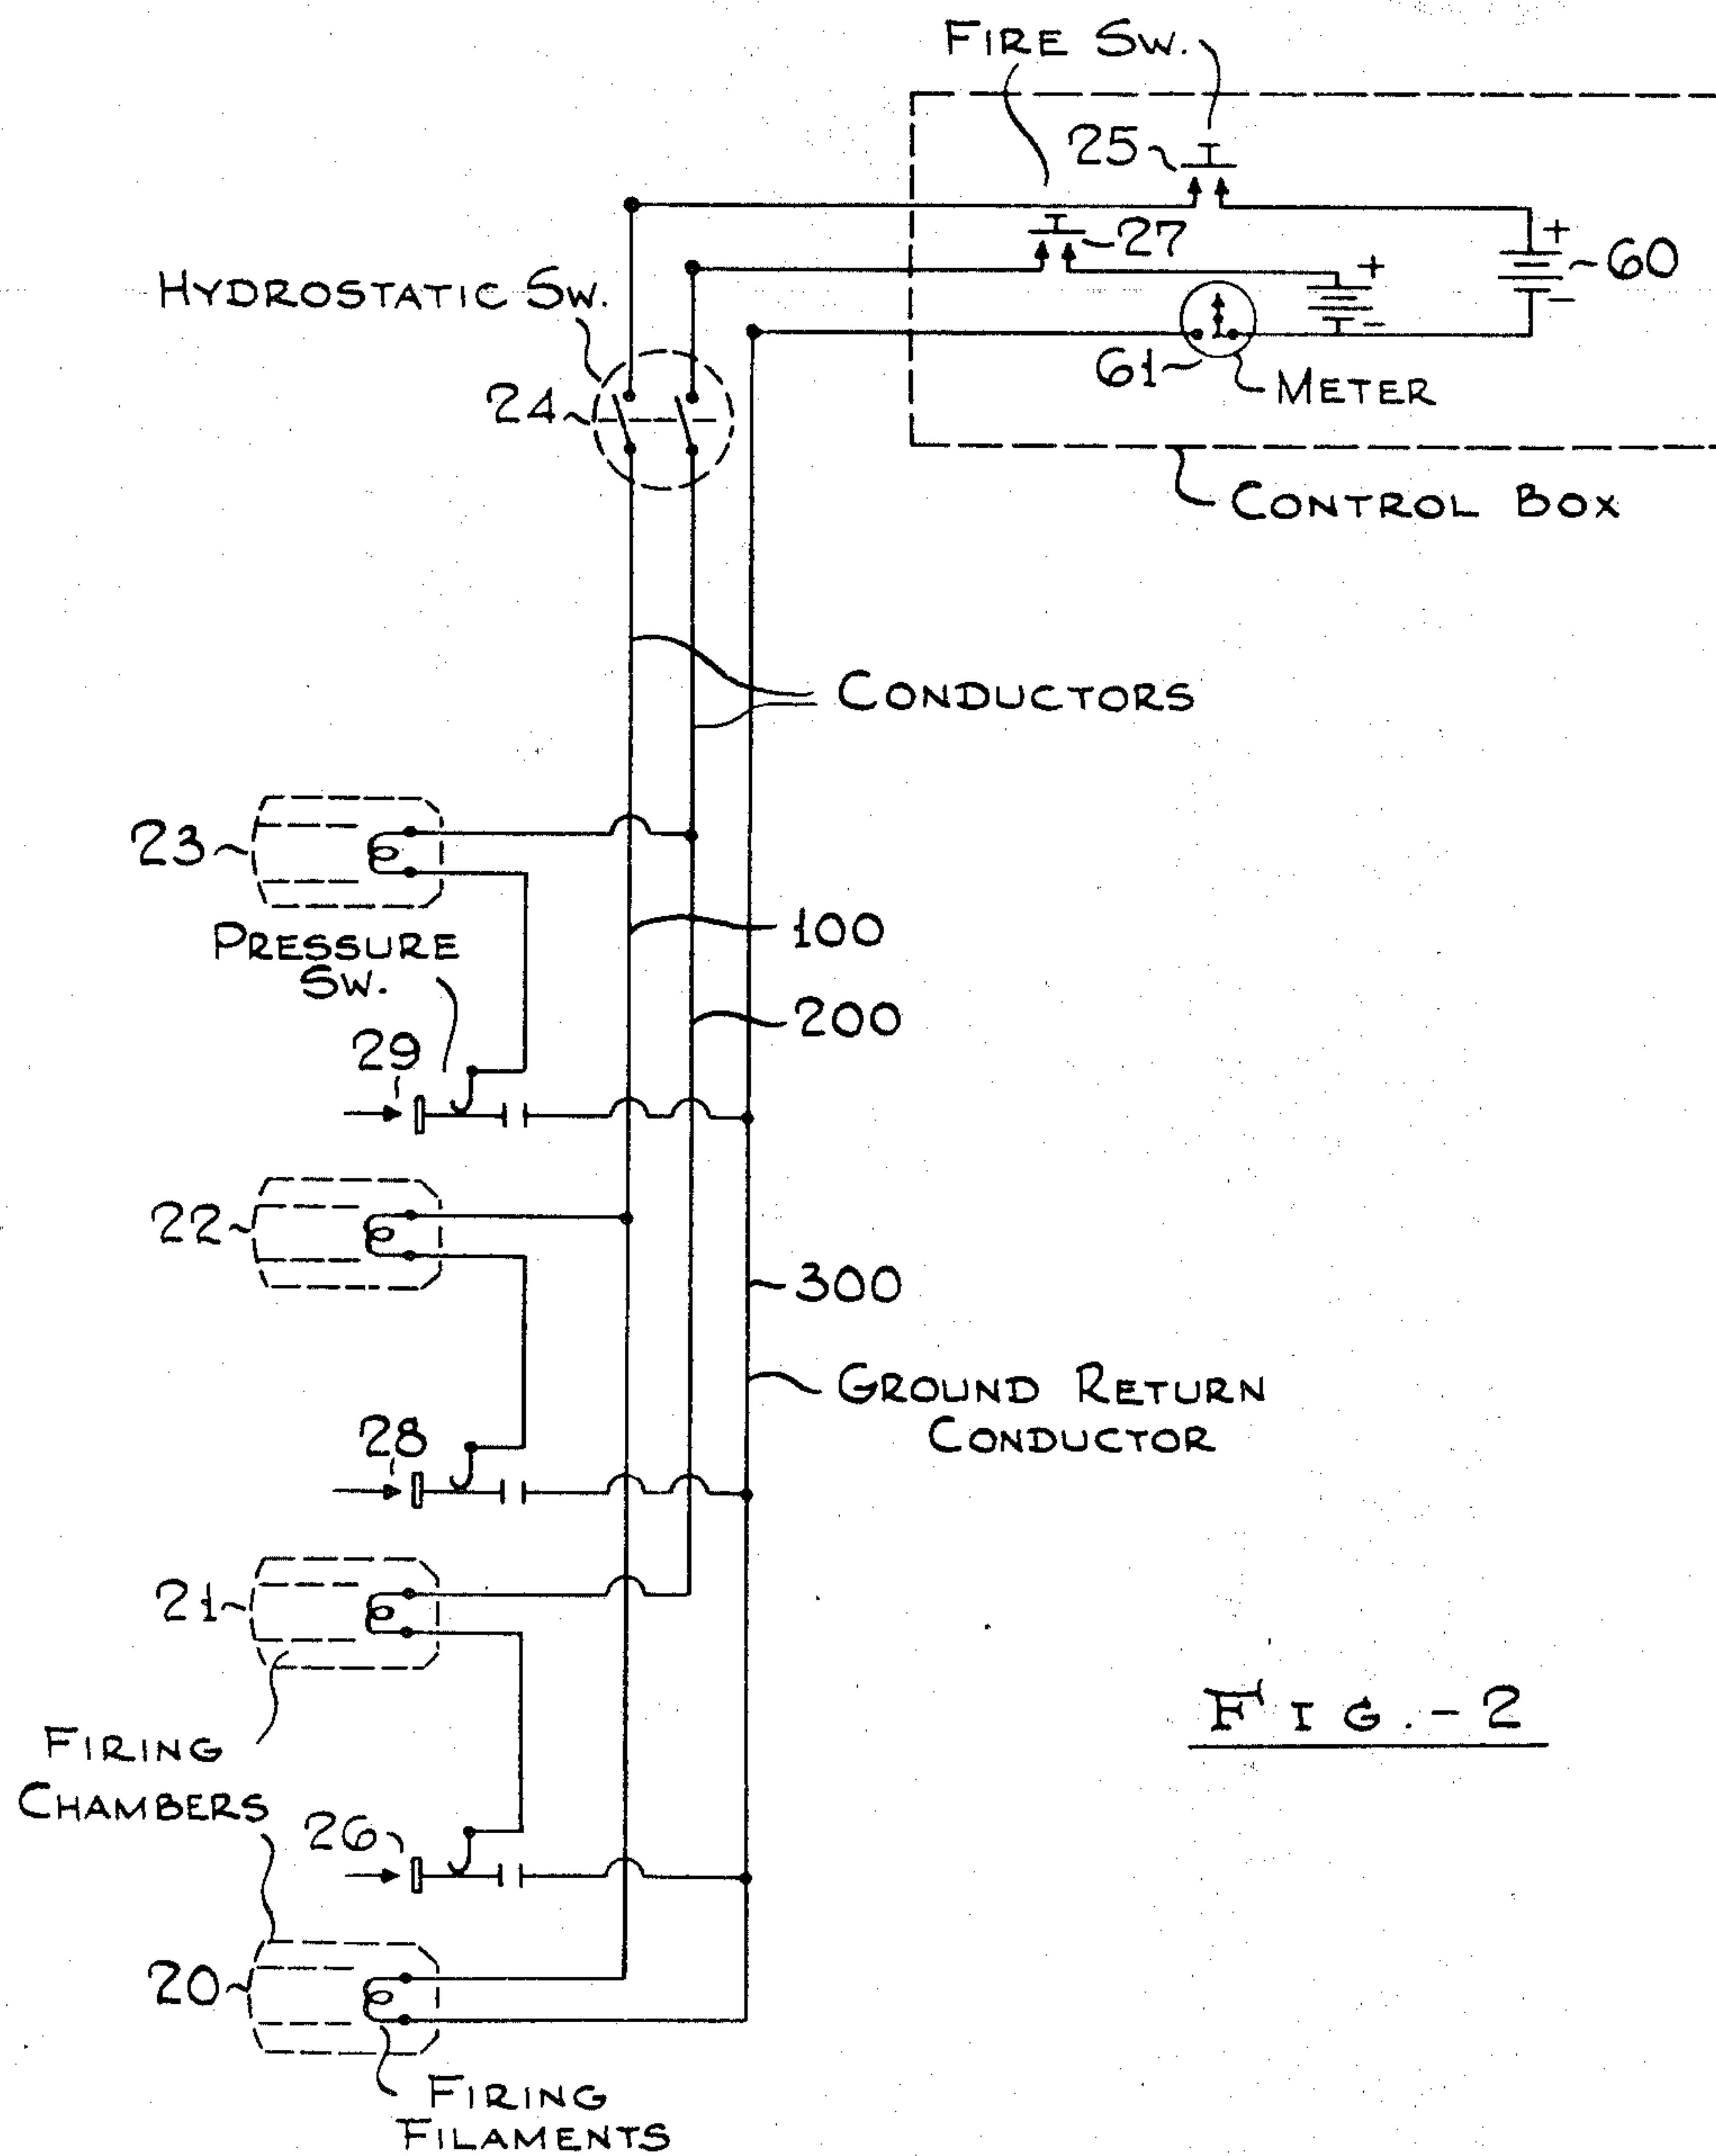 FIRE SW.
25
27
+
-
60
+
-
HYDROSTATIC SW.
24
61
METER
CONTROL BOX
CONDUCTORS
23
100
PRESSURE
SW.
200
29
22
300
GROUND RETURN
CONDUCTOR
28
21
FIG.-2
FIRING
CHAMBERS
26
20
FIRING
FILAMENTS